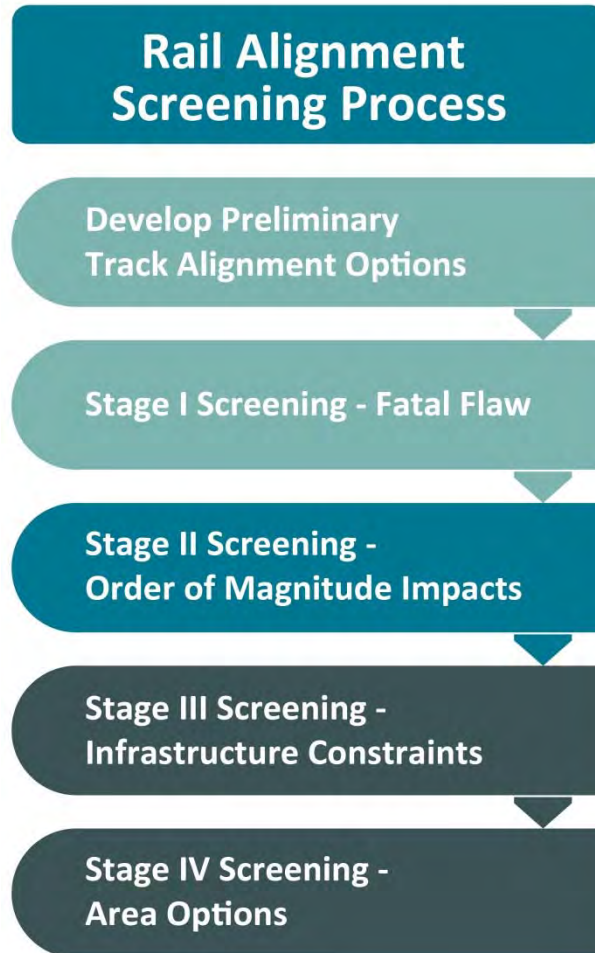 Rail Alignment
Screening Process
Develop Preliminary
Track Alignment Options
Stage I Screening - Fatal Flaw
Stage II Screening -
Order of Magnitude Impacts
Stage III Screening -
Infrastructure Constraints
Stage IV Screening -
Area Options